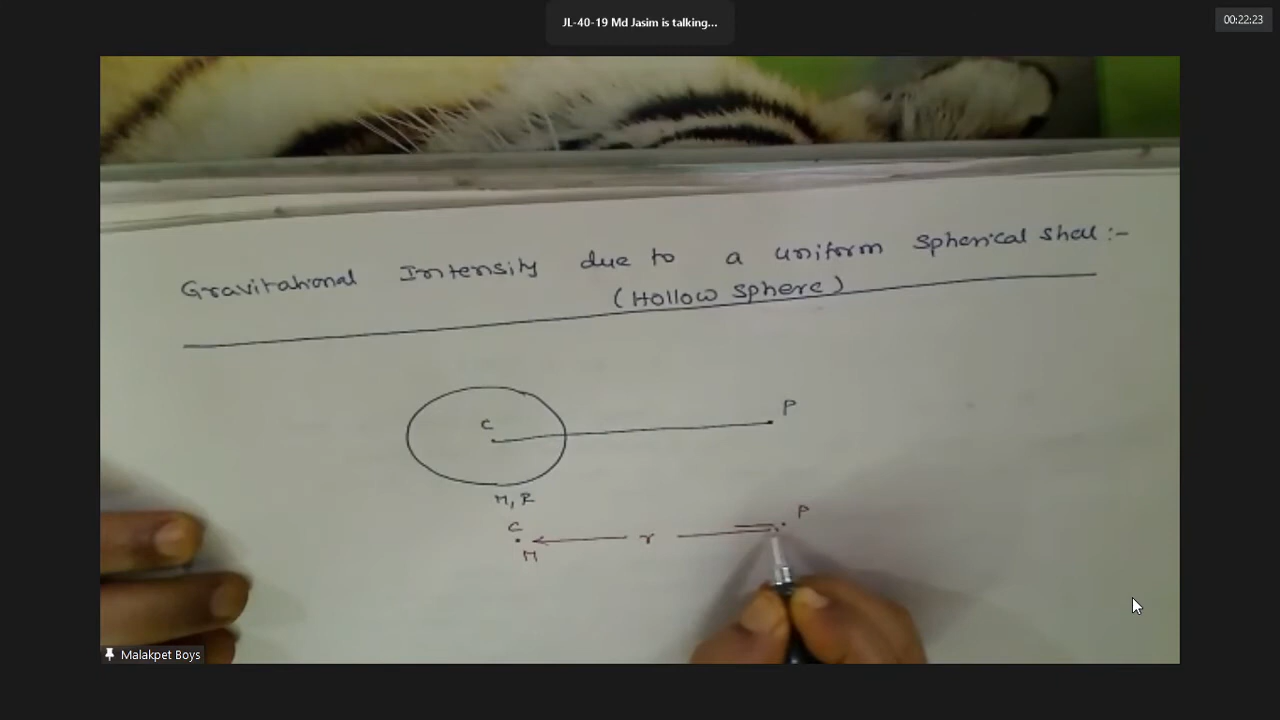 JL-40-19 Md Jasim is talking...
00:22:23
Gravitational Intensity due to a uniform spherical shell :-
(Hollow sphere)
C
P
M, R
C
P
r
M
Malakpet Boys